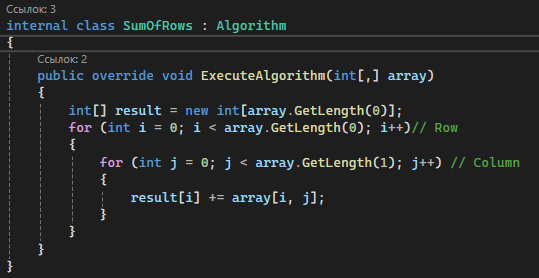 Ссылок: 3
internal class SumOfRows : Algorithm
{
Ссылок: 2
public override void ExecuteAlgorithm(int[,] array)
{
int[] result = new int[array.GetLength(0)];
for (int i = 0; i < array.GetLength(0); i++)// Row
{
for (int j = 0; j < array.GetLength(1); j++) // Column
{
result[i] += array[i, j];
}
}
}
}